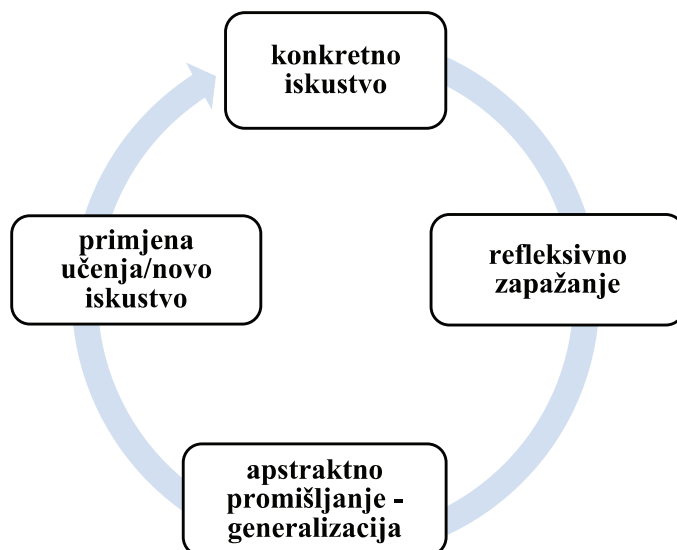 konkretno
iskustvo
refleksivno
zapažanje
apstraktno
promišljanje -
generalizacija
primjena
učenja/novo
iskustvo